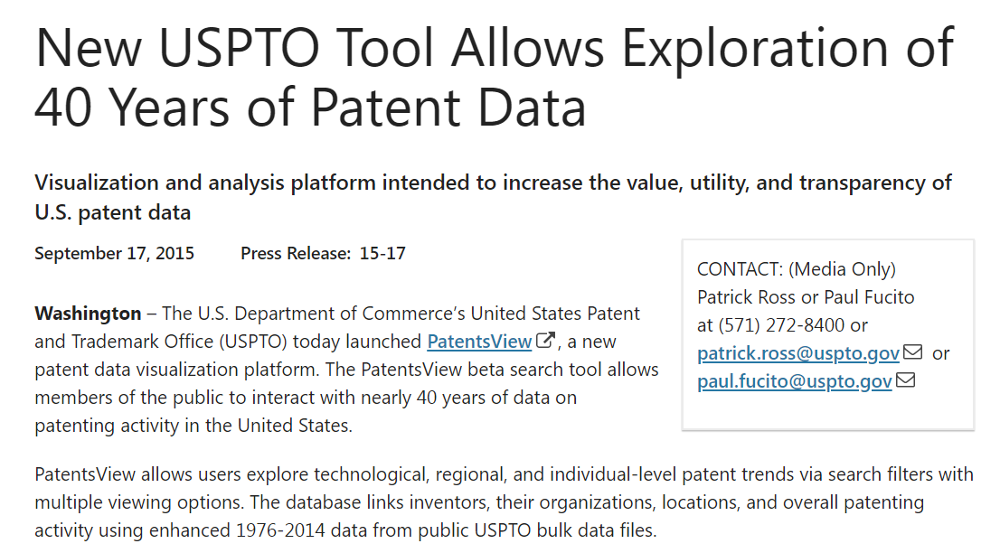 New USPTO Tool Allows Exploration of
40 Years of Patent Data
Visualization and analysis platform intended to increase the value, utility, and transparency of
U.S. patent data
September 17, 2015 Press Release: 15-17
CONTACT: (Media Only)
Patrick Ross or Paul Fucito
at (571) 272-8400 or
patrick.ross@uspto.gov or
paul.fucito@uspto.gov
Washington – The U.S. Department of Commerce’s United States Patent
and Trademark Office (USPTO) today launched PatentsView, a new
patent data visualization platform. The PatentsView beta search tool allows
members of the public to interact with nearly 40 years of data on
patenting activity in the United States.
PatentsView allows users explore technological, regional, and individual-level patent trends via search filters with
multiple viewing options. The database links inventors, their organizations, locations, and overall patenting
activity using enhanced 1976-2014 data from public USPTO bulk data files.